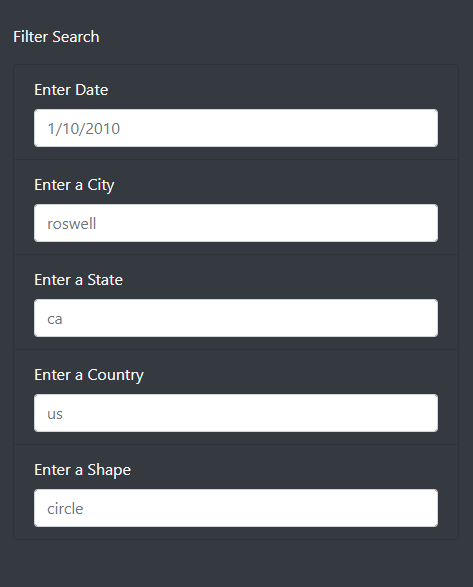 Filter Search
Enter Date
1/10/2010
Enter a City
roswell
Enter a State
ca
Enter a Country
us
Enter a Shape
circle